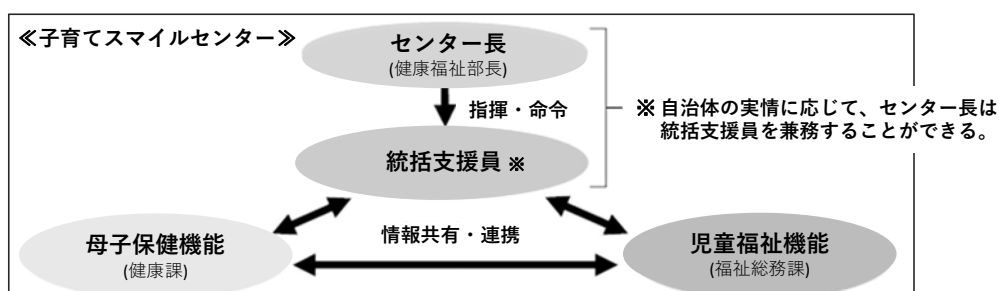 ≪子育てスマイルセンター≫
センター長
(健康福祉部長)
指揮・命令
※自治体の実情に応じて、センター長は
統括支援員を兼務することができる。
統括支援員 ※
情報共有・連携
母子保健機能
(健康課)
児童福祉機能
(福祉総務課)